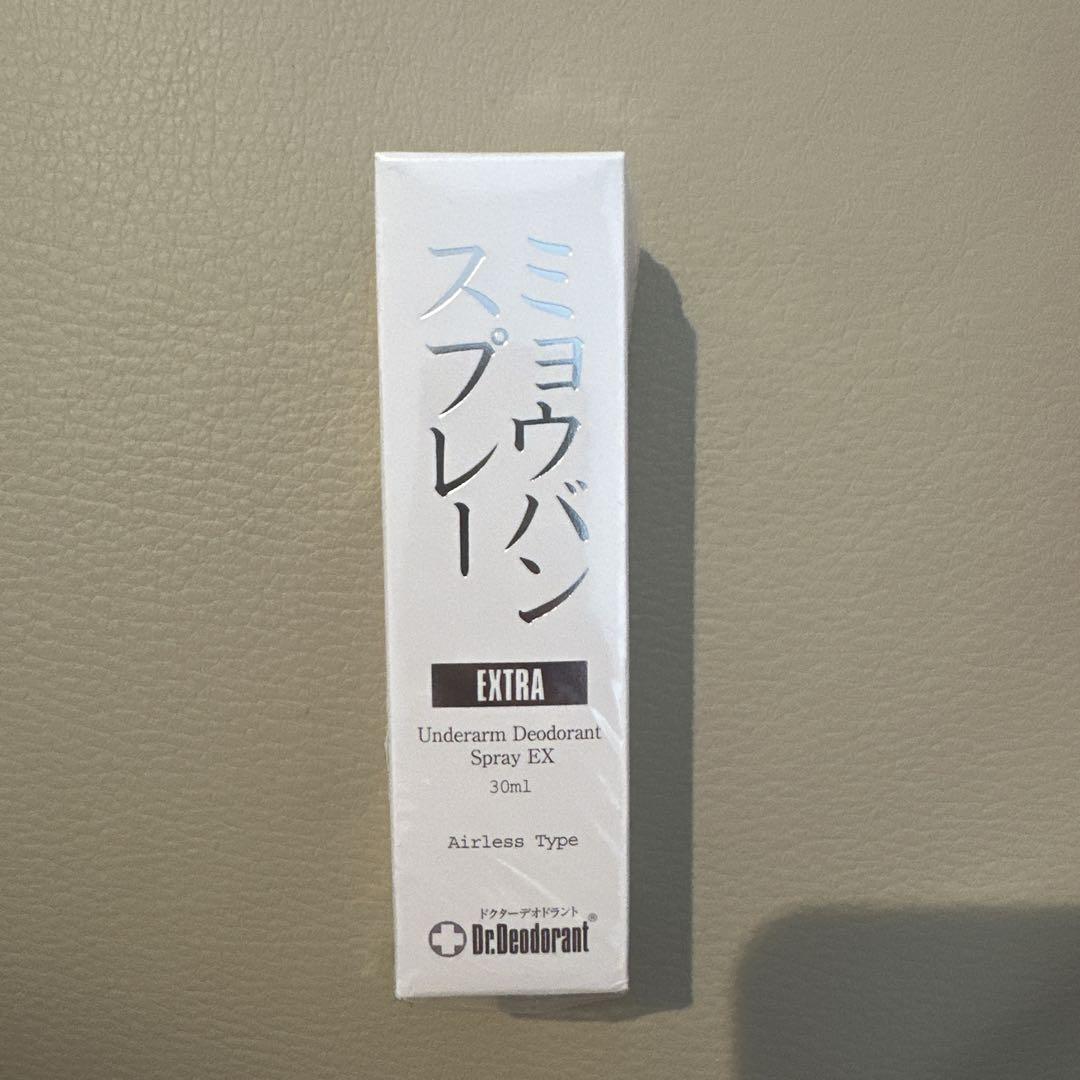 ミョウバン
スプレー
EXTRA
Underarm Deodorant
Spray EX
30ml
Airless Type
ドクターデオドラント
Dr.Deodorant®